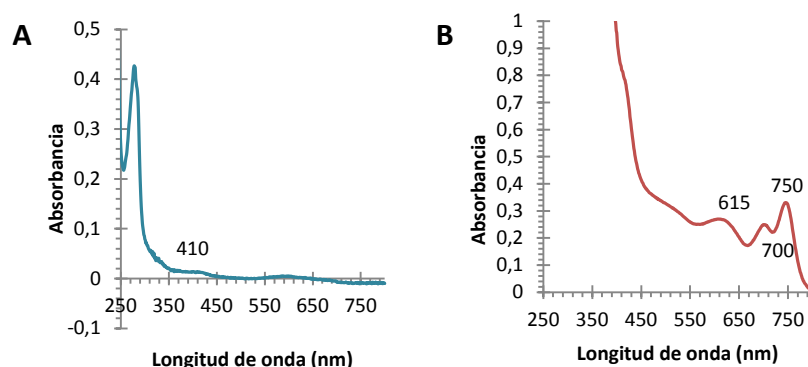 A
Absorbancia
0,5
0,4
0,3
0,2
0,1
0
-0,1
410
250 350 450 550 650 750
Longitud de onda (nm)
B
Absorbancia
1
0,9
0,8
0,7
0,6
0,5
0,4
0,3
0,2
0,1
0
615
750
700
250 350 450 550 650 750
Longitud de onda (nm)